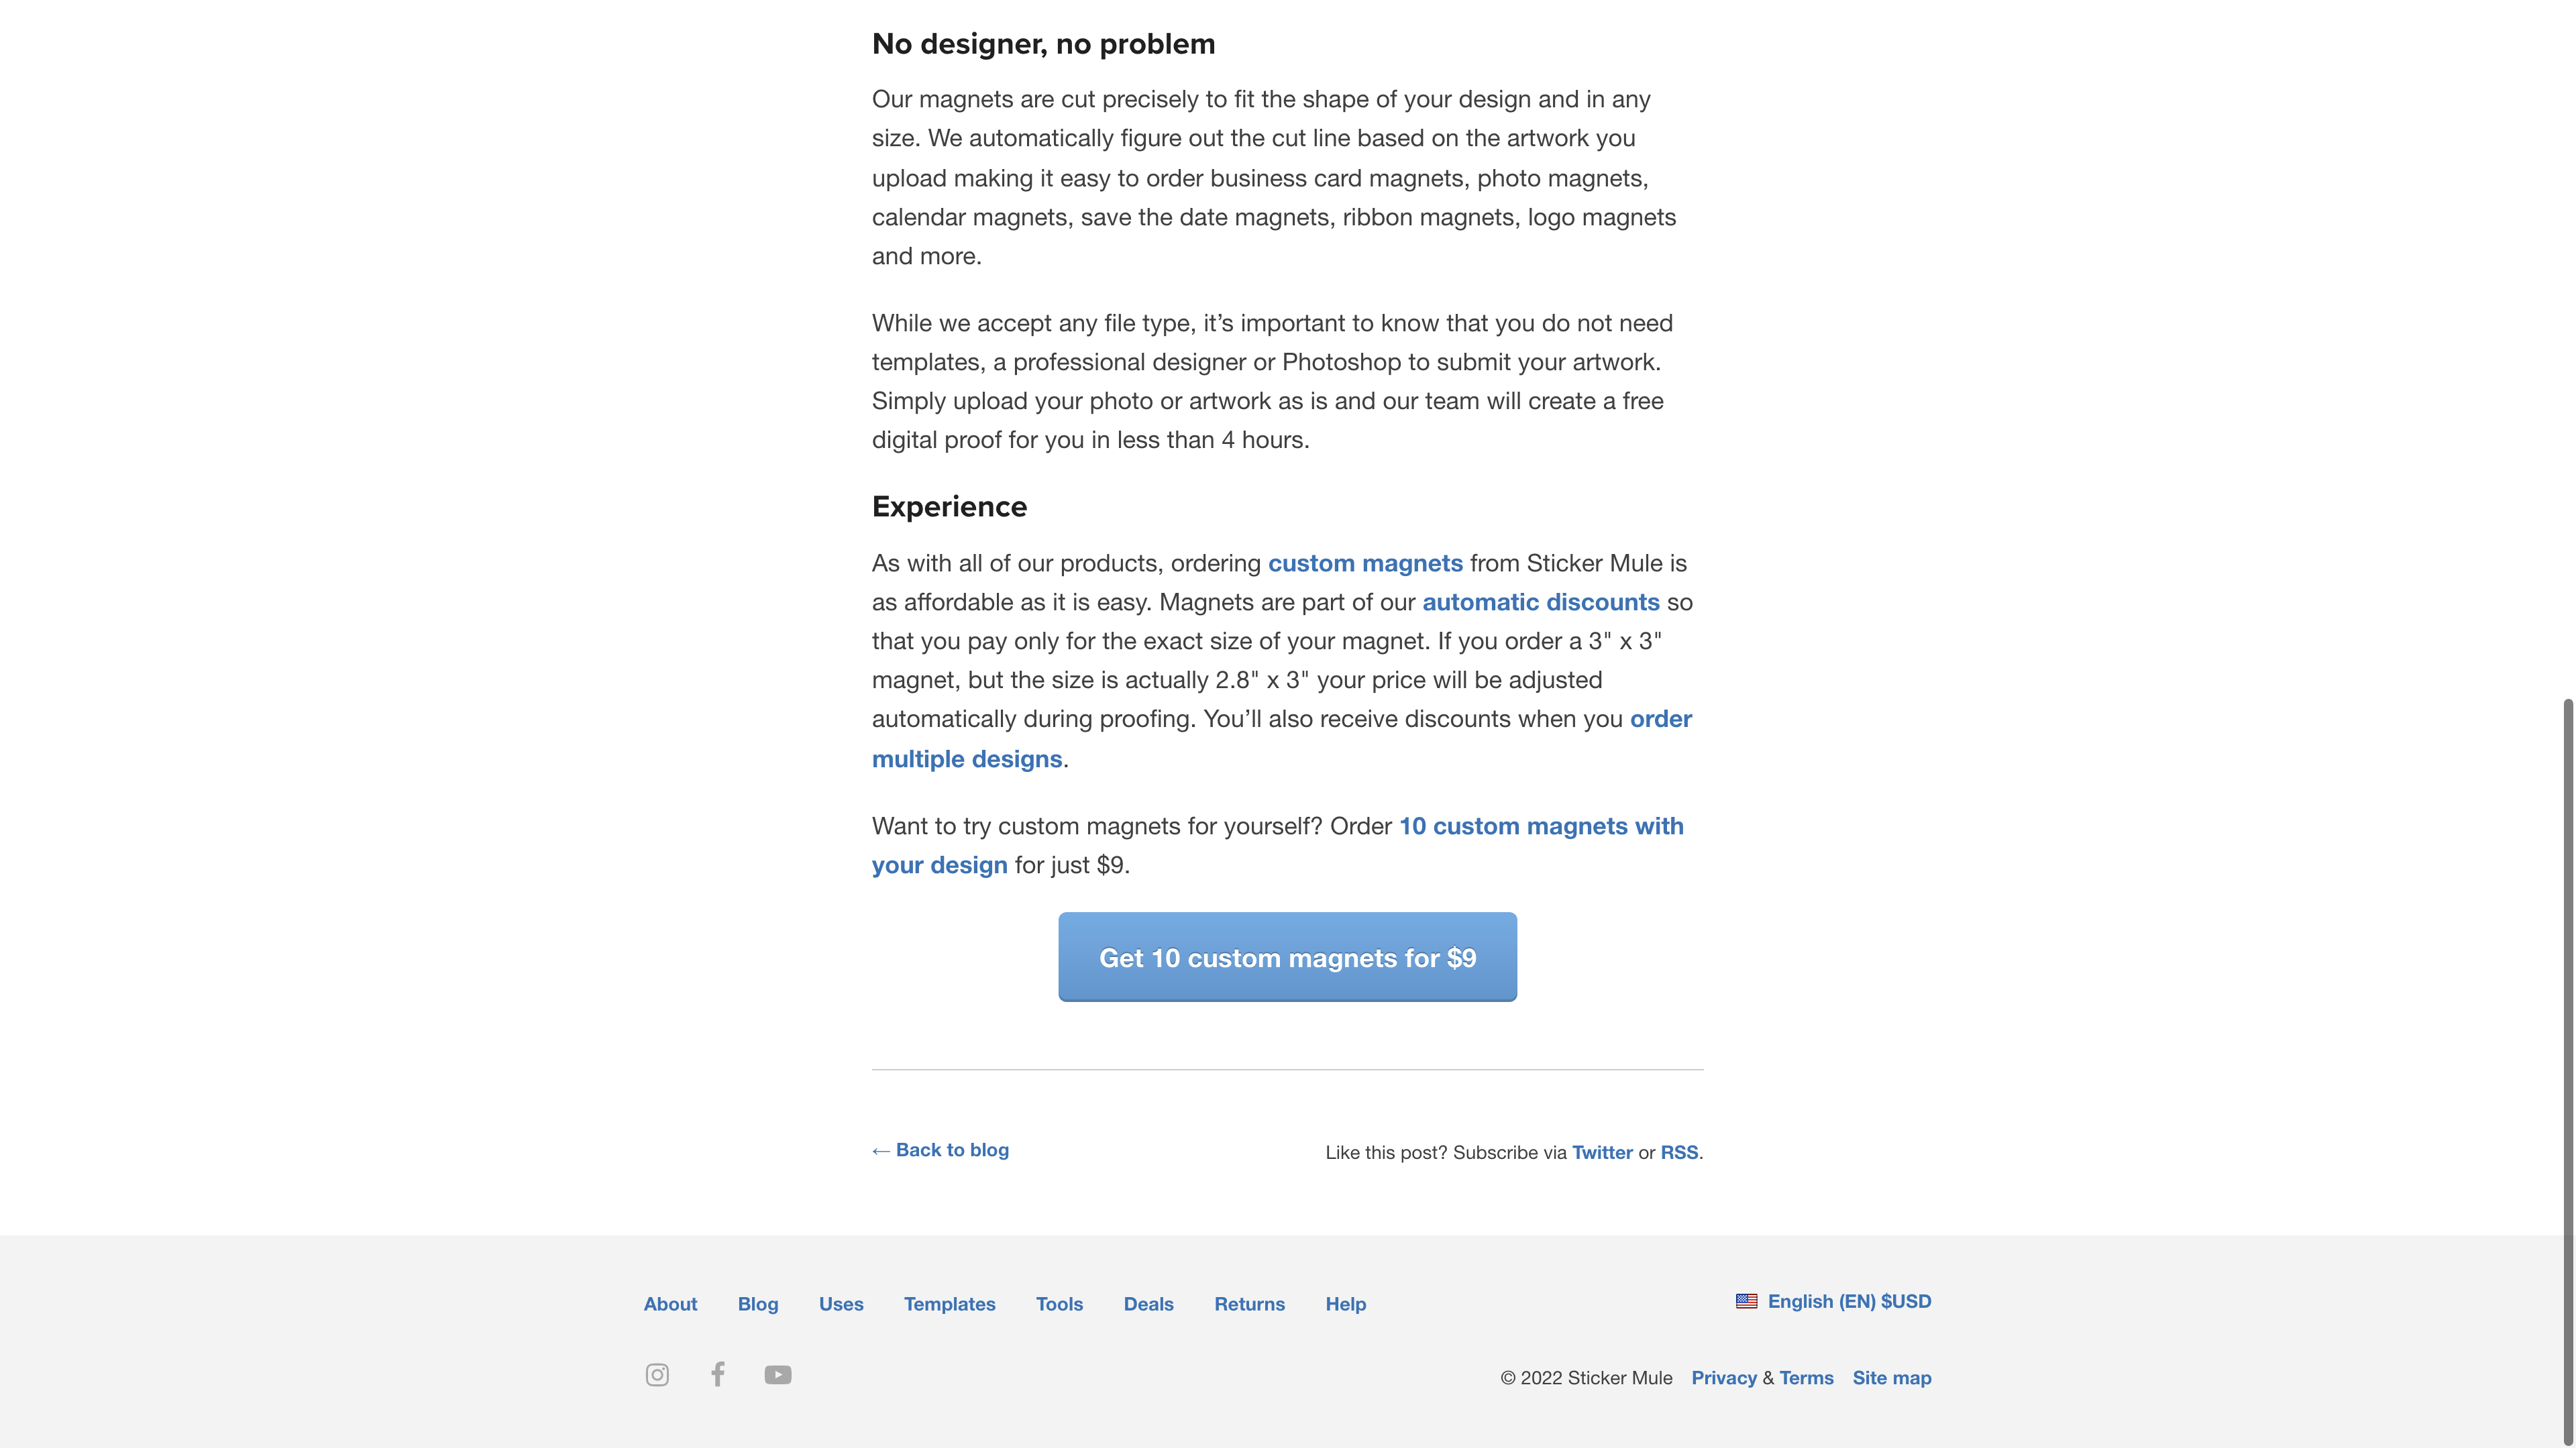 No designer, no problem
Our magnets are cut precisely to fit the shape of your design and in any
size. We automatically figure out the cut line based on the artwork you
upload making it easy to order business card magnets, photo magnets,
calendar magnets, save the date magnets, ribbon magnets, logo magnets
and more.
While we accept any file type, it’s important to know that you do not need
templates, a professional designer or Photoshop to submit your artwork.
Simply upload your photo or artwork as is and our team will create a free
digital proof for you in less than 4 hours.
Experience
As with all of our products, ordering custom magnets from Sticker Mule is
as affordable as it is easy. Magnets are part of our automatic discounts so
that you pay only for the exact size of your magnet. If you order a 3" x 3"
magnet, but the size is actually 2.8" x 3" your price will be adjusted
automatically during proofing. You’ll also receive discounts when you order
multiple designs.
Want to try custom magnets for yourself? Order 10 custom magnets with
your design for just $9.
Get 10 custom magnets for $9
← Back to blog
Like this post? Subscribe via Twitter or RSS.
About Blog Uses Templates Tools Deals Returns Help
English (EN) $USD
© 2022 Sticker Mule Privacy & Terms Site map